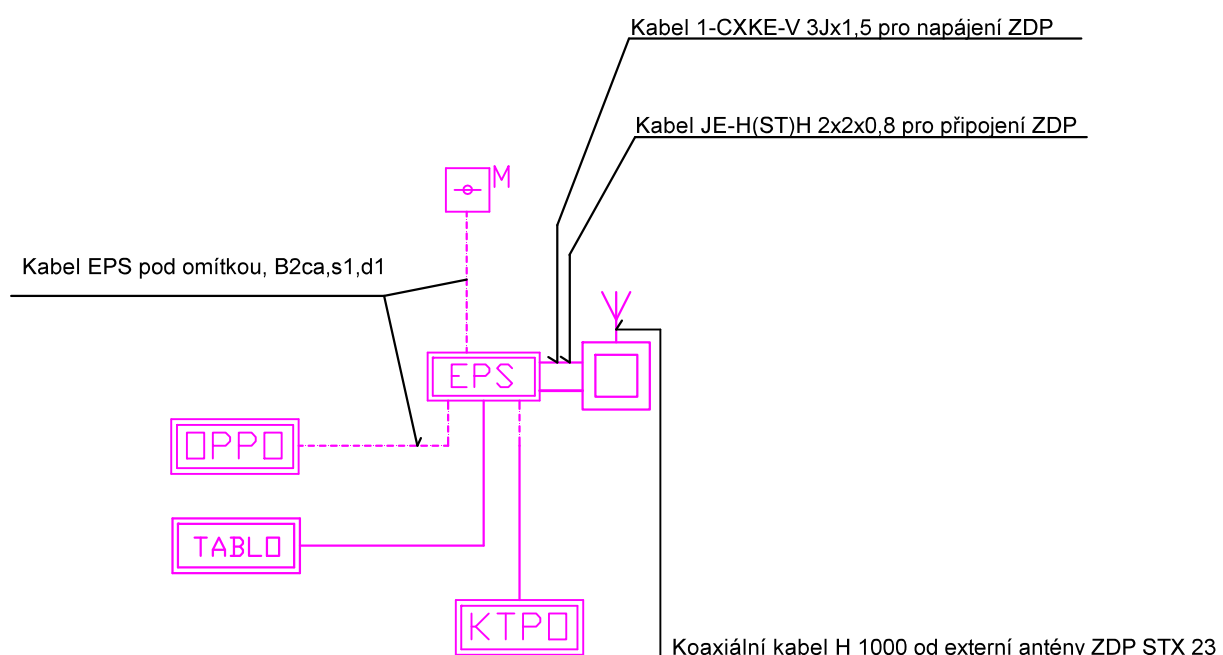 Kabel 1-CXKE-V 3Jx1,5 pro napájení ZDP
Kabel JE-H(ST)H 2x2x0,8 pro připojení ZDP
M
Kabel EPS pod omítkou, B2ca,s1,d1
EPS
OPPO
TABLO
KTPO
Koaxiální kabel H 1000 od externí antény ZDP STX 23